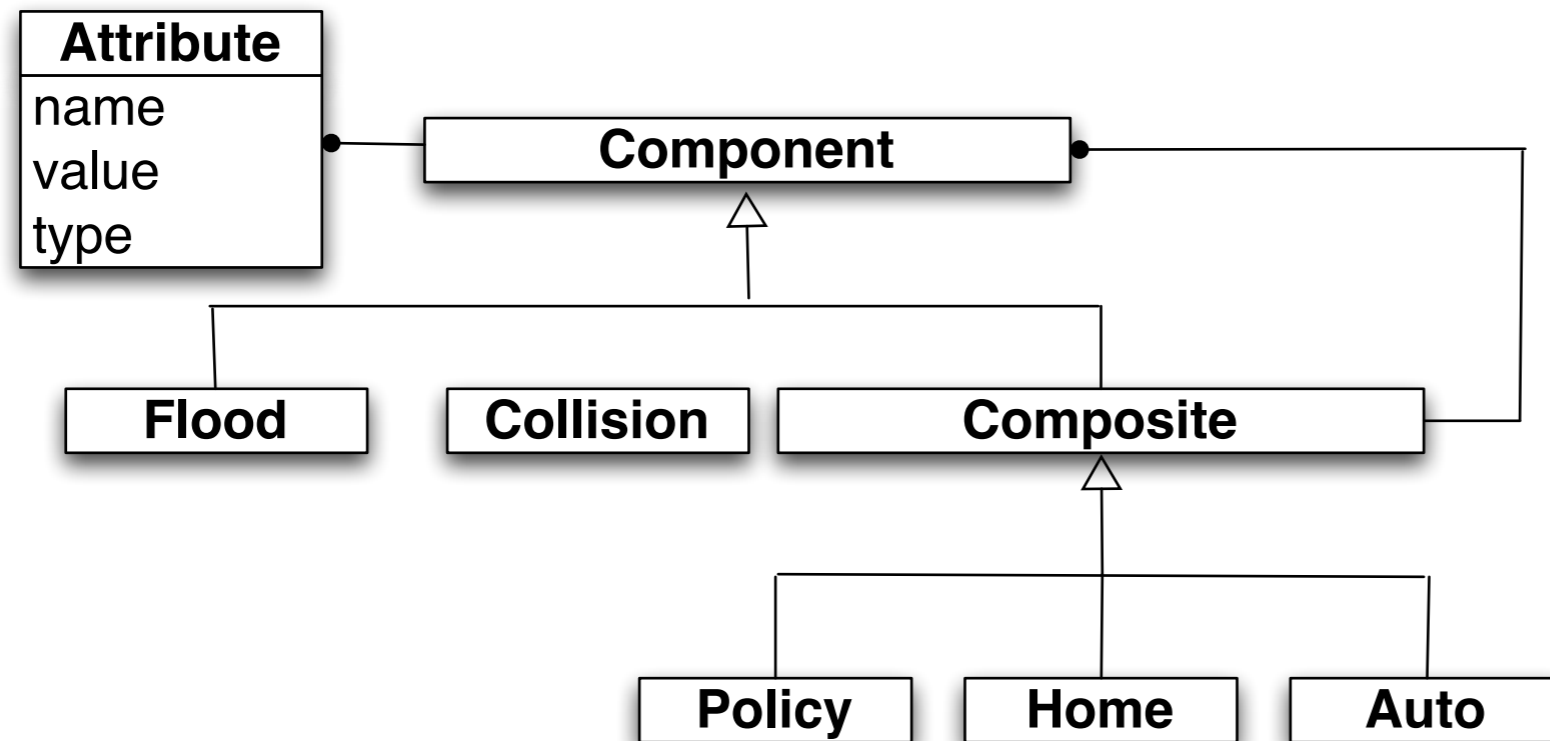 Attribute
name
value
type
Component
Flood
Collision
Composite
Policy
Home
Auto